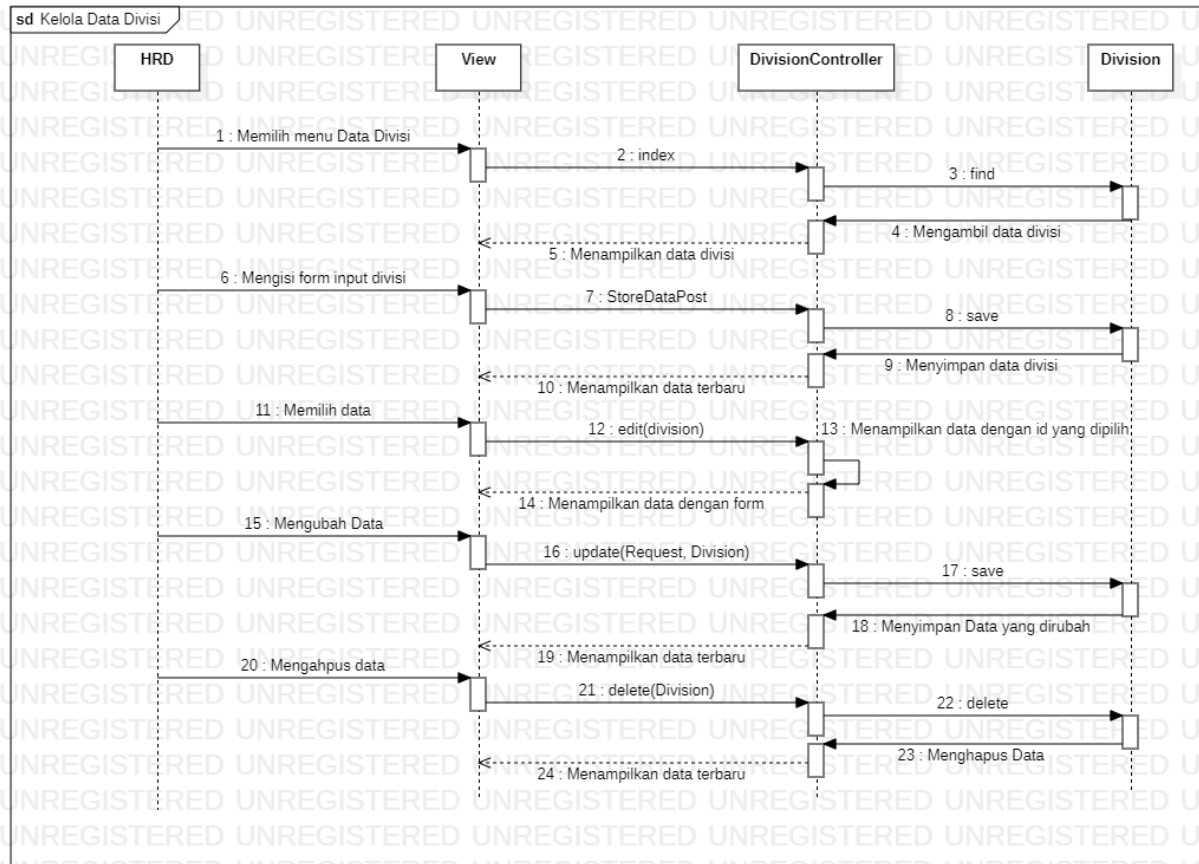 sd Kelola Data Divisi
HRD
View
DivisionController
Division
1 : Memilih menu Data Divisi
2 : index
3 : find
4 : Mengambil data divisi
5 : Menampilkan data divisi
6 : Mengisi form input divisi
7 : StoreDataPost
8 : save
9 : Menyimpan data divisi
10 : Menampilkan data terbaru
11 : Memilih data
12 : edit(division)
13 : Menampilkan data dengan id yang dipilih
14 : Menampilkan data dengan form
15 : Mengubah Data
16 : update(Request, Division)
17 : save
18 : Menyimpan Data yang dirubah
19 : Menampilkan data terbaru
20 : Mengahpus data
21 : delete(Division)
22 : delete
23 : Menghapus Data
24 : Menampilkan data terbaru
UNREGISTERED